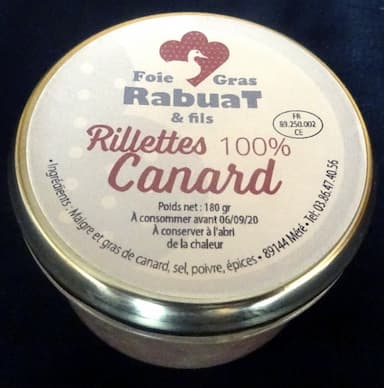 Foie Gras
RabuaT
& fils
FR
89.250.002
CE
Rillettes 100%
Canard
Poids net : 180 gr
À consommer avant 06/09/20
À conserver à l'abri
de la chaleur
• Ingrédients : Maigre et gras de canard, sel, poivre, épices • 89144 Méré • Tél: 03.86.47.40.56